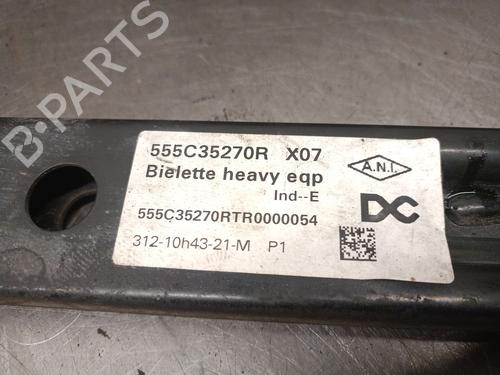 B-PARTS
555C35270R X07
Bielette heavy eqp
Ind--E
555C35270RTR0000054
312-10h43-21-M P1
A.N.I.
DC